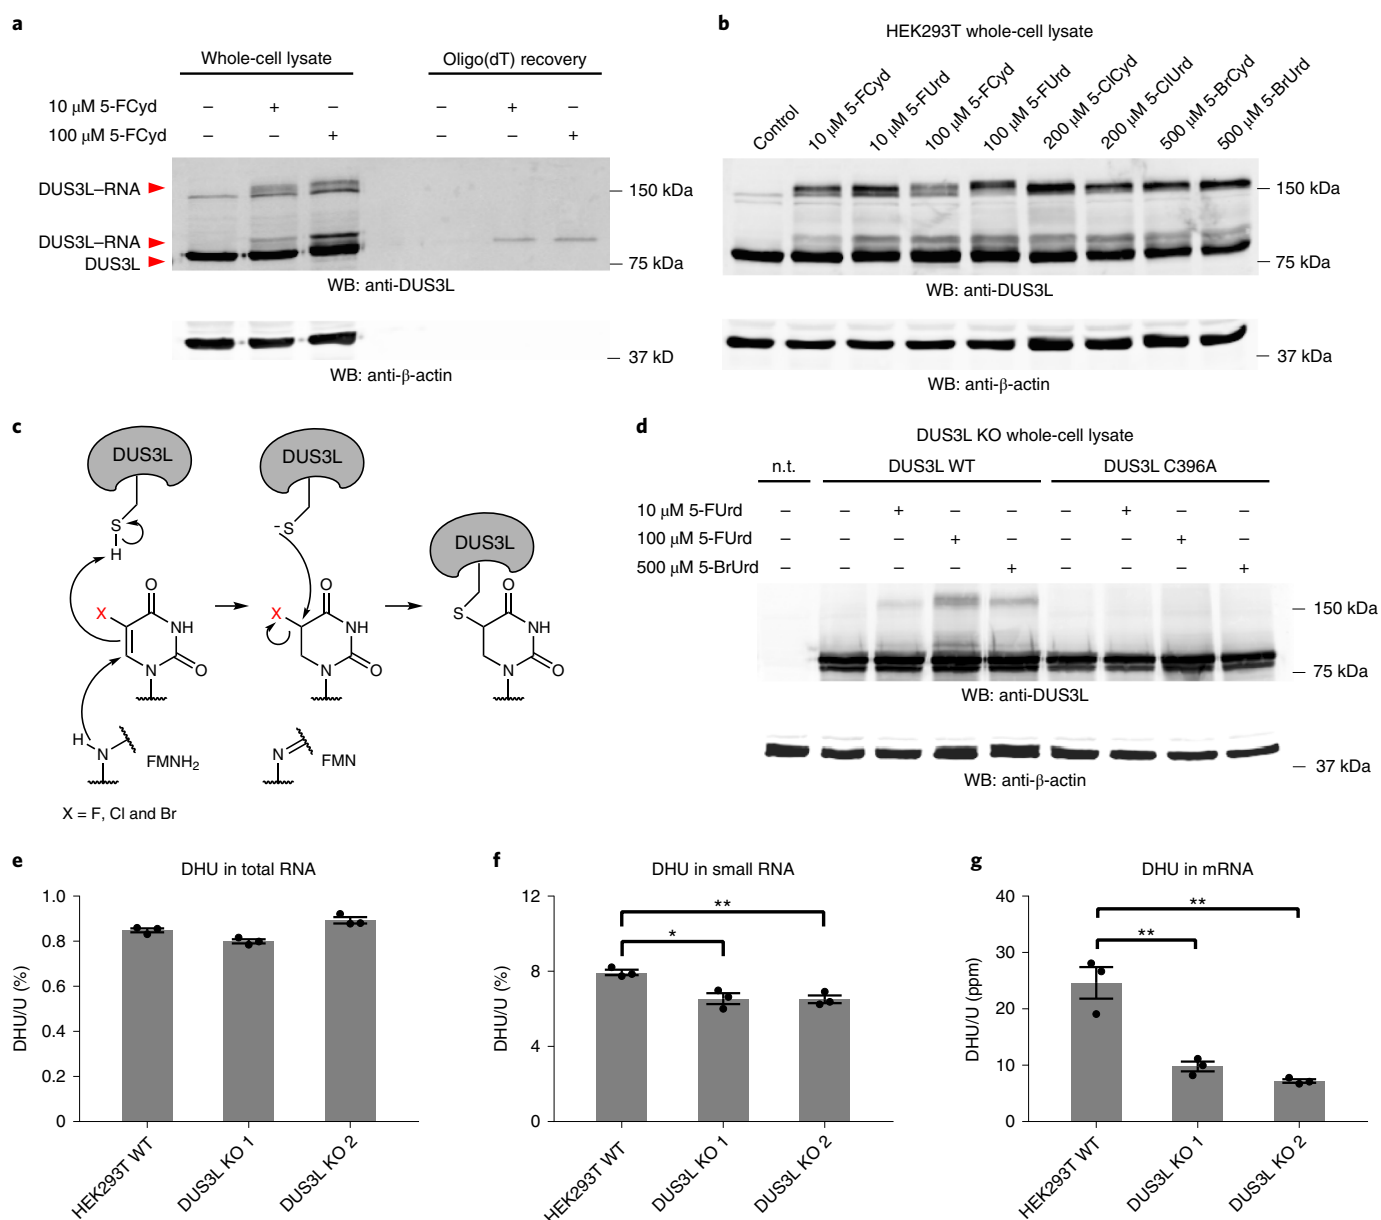 a
Whole-cell lysate Oligo(dT) recovery
10 µM 5-FCyd – + – – + –
100 µM 5-FCyd – – + – – +
DUS3L–RNA
150 kDa
DUS3L–RNA
DUS3L
75 kDa
WB: anti-DUS3L
37 kD
WB: anti-β-actin
b
HEK293T whole-cell lysate
Control
10 µM 5-FCyd
10 µM 5-FUrd
100 µM 5-FCyd
100 µM 5-FUrd
200 µM 5-ClCyd
200 µM 5-ClUrd
500 µM 5-BrCyd
500 µM 5-BrUrd
150 kDa
75 kDa
WB: anti-DUS3L
37 kDa
WB: anti-β-actin
c
DUS3L
S
H
X
O
NH
N
O
H
N
FMNH₂
DUS3L
-S
X
O
NH
N
O
N
FMN
DUS3L
S
O
NH
N
O
X = F, Cl and Br
d
DUS3L KO whole-cell lysate
n.t. DUS3L WT DUS3L C396A
10 µM 5-FUrd – – + – – – + – –
100 µM 5-FUrd – – – + – – – + –
500 µM 5-BrUrd – – – – + – – – +
150 kDa
75 kDa
WB: anti-DUS3L
37 kDa
WB: anti-β-actin
e
DHU in total RNA
DHU/U (%)
1.0
0.8
0.6
0.4
0.2
0
HEK293T WT
DUS3L KO 1
DUS3L KO 2
f
DHU in small RNA
DHU/U (%)
12
8
4
0
**
*
HEK293T WT
DUS3L KO 1
DUS3L KO 2
g
DHU in mRNA
DHU/U (ppm)
40
30
20
10
0
**
**
HEK293T WT
DUS3L KO 1
DUS3L KO 2